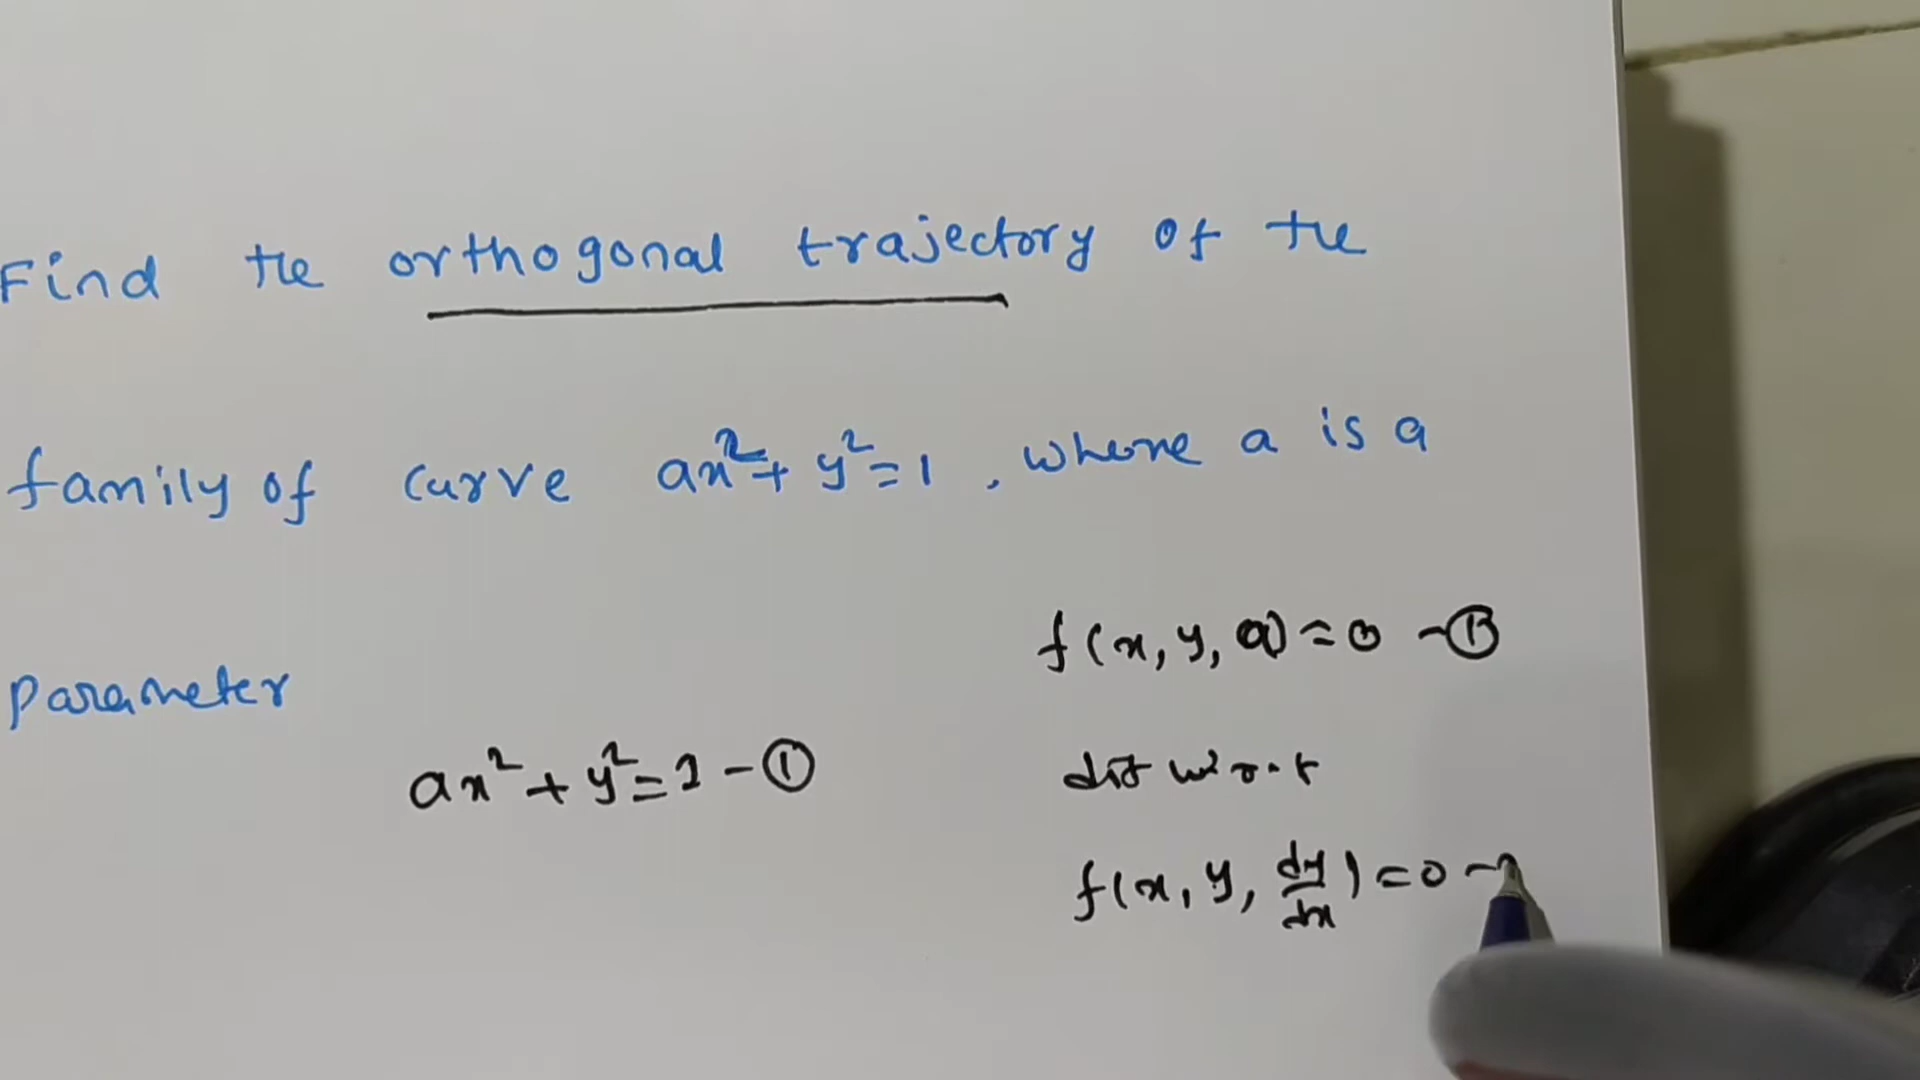 Find the orthogonal trajectory of the
family of curve ax²+ y²=1, where a is a
parameter
f(x, y, a)=0 -①
ax² + y²=1 -①
dif w.r.t
f(x, y, dy/dx)=0 -2